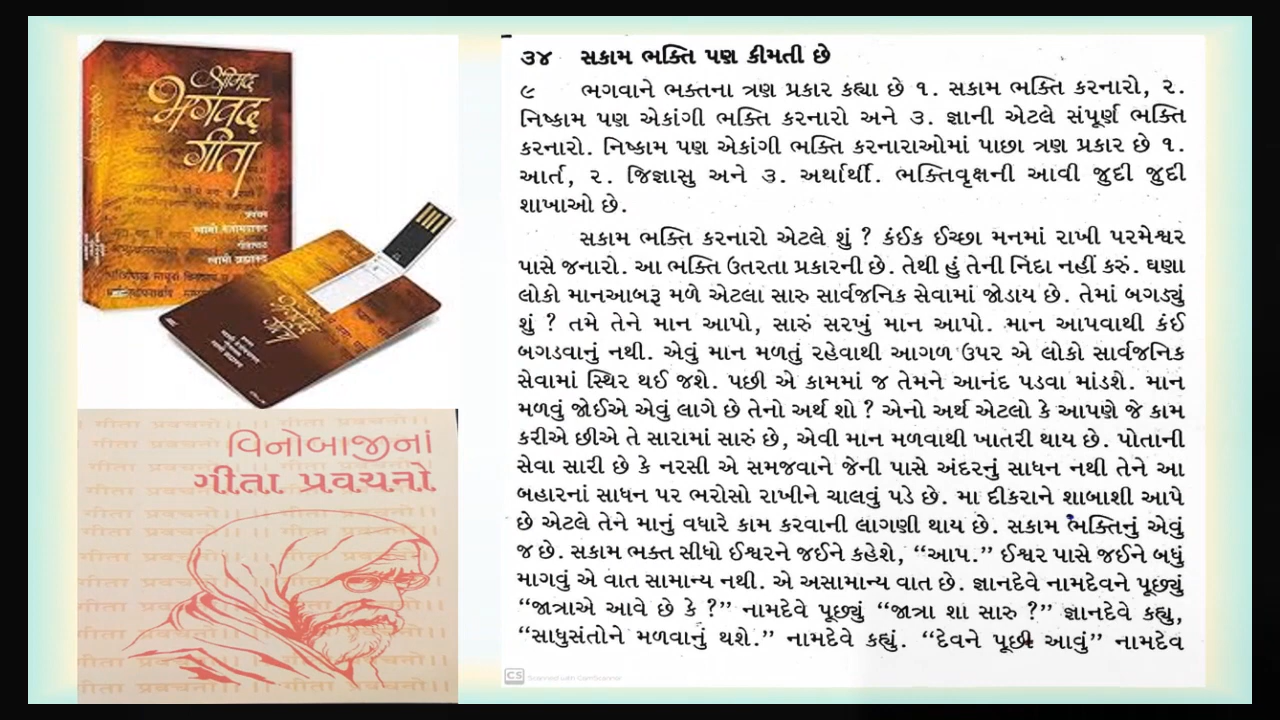 श्रीमद्
भगवद्
गीता
प्रवचन
गीतापाठ
વિનોબાજીનાં
ગીતા પ્રવચનો
૩૪ સકામ ભક્તિ પણ કીમતી છે
૯ ભગવાને ભક્તના ત્રણ પ્રકાર કહ્યા છે ૧. સકામ ભક્તિ કરનારો, ૨.
નિષ્કામ પણ એકાંગી ભક્તિ કરનારો અને ૩. જ્ઞાની એટલે સંપૂર્ણ ભક્તિ
કરનારો. નિષ્કામ પણ એકાંગી ભક્તિ કરનારાઓમાં પાછા ત્રણ પ્રકાર છે ૧.
આર્ત, ૨. જિજ્ઞાસુ અને ૩. અર્થાર્થી. ભક્તિવૃક્ષની આવી જુદી જુદી
શાખાઓ છે.
સકામ ભક્તિ કરનારો એટલે શું ? કંઈક ઈચ્છા મનમાં રાખી પરમેશ્વર
પાસે જનારો. આ ભક્તિ ઉતરતા પ્રકારની છે. તેથી હું તેની નિંદા નહીં કરું. ઘણા
લોકો માનઆબરૂ મળે એટલા સારુ સાર્વજનિક સેવામાં જોડાય છે. તેમાં બગડ્યું
શું ? તમે તેને માન આપો, સારું સરખું માન આપો. માન આપવાથી કંઈ
બગડવાનું નથી. એવું માન મળતું રહેવાથી આગળ ઉપર એ લોકો સાર્વજનિક
સેવામાં સ્થિર થઈ જશે. પછી એ કામમાં જ તેમને આનંદ પડવા માંડશે. માન
મળવું જોઈએ એવું લાગે છે તેનો અર્થ શો ? એનો અર્થ એટલો કે આપણે જે કામ
કરીએ છીએ તે સારામાં સારું છે, એવી માન મળવાથી ખાતરી થાય છે. પોતાની
સેવા સારી છે કે નરસી એ સમજવાને જેની પાસે અંદરનું સાધન નથી તેને આ
બહારનાં સાધન પર ભરોસો રાખીને ચાલવું પડે છે. મા દીકરાને શાબાશી આપે
છે એટલે તેને માનું વધારે કામ કરવાની લાગણી થાય છે. સકામ ભક્તિનું એવું
જ છે. સકામ ભક્ત સીધો ઈશ્વરને જઈને કહેશે, “આપ.” ઈશ્વર પાસે જઈને બધું
માગવું એ વાત સામાન્ય નથી. એ અસામાન્ય વાત છે. જ્ઞાનદેવે નામદેવને પૂછ્યું
“જાત્રાએ આવે છે કે ?” નામદેવે પૂછ્યું “જાત્રા શા સારુ ?” જ્ઞાનદેવે કહ્યુ,
“સાધુસંતોને મળવાનું થશે.” નામદેવે કહ્યું. “દેવને પૂછી આવું” નામદેવ
CS Scanned with CamScanner